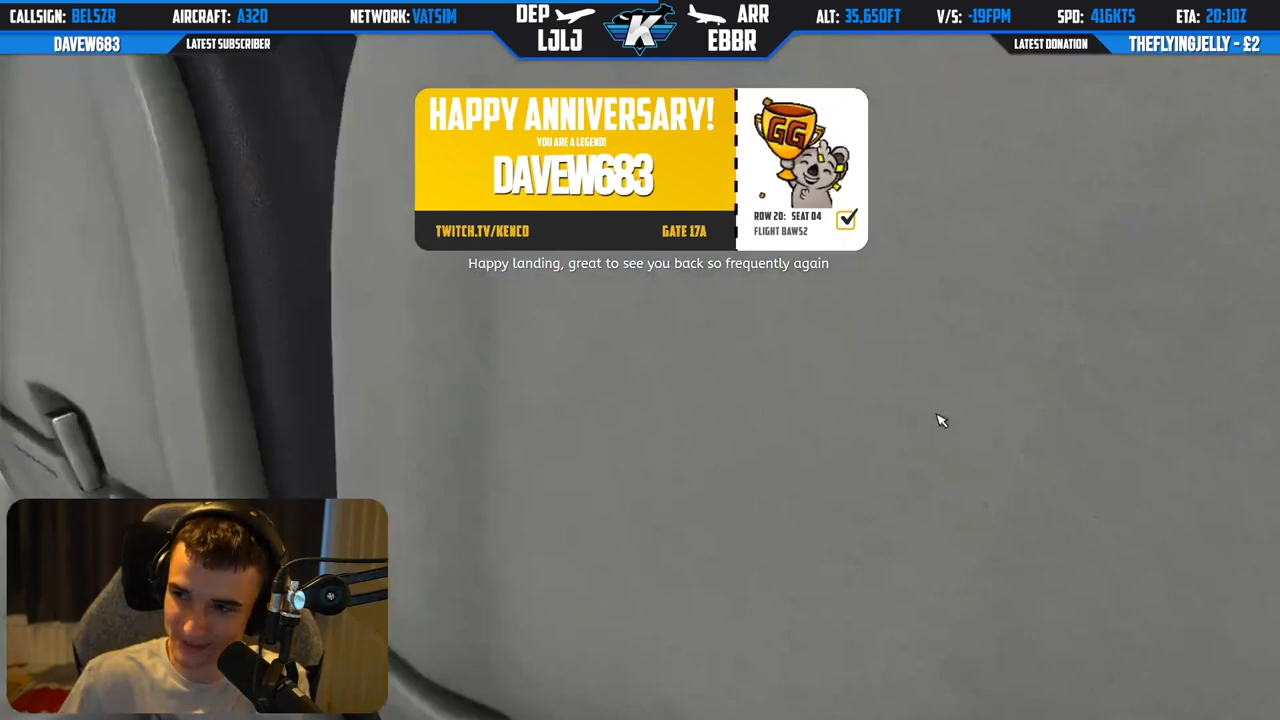 CALLSIGN: BEL5ZR AIRCRAFT: A320 NETWORK: VATSIM DEP K ARR ALT: 35,650FT V/S: -19FPM SPD: 416KTS ETA: 20:10Z
DAVEW683 LATEST SUBSCRIBER LJLJ EBBR LATEST DONATION THEFLYINGJELLY - £2
HAPPY ANNIVERSARY!
YOU ARE A LEGEND!
DAVEW683
TWITCH.TV/KENCO GATE 17A
GG
ROW 20: SEAT 04
FLIGHT BAW52
Happy landing, great to see you back so frequently again